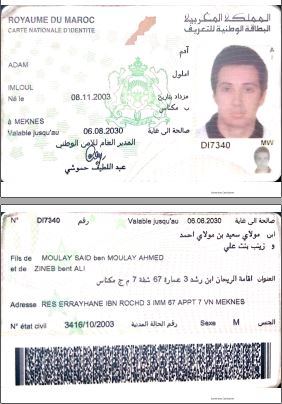 ROYAUME DU MAROC
المملكة المغربية
CARTE NATIONALE D'IDENTITE
البطاقة الوطنية للتعريف
آدم
ADAM
املول
IMLOUL
Né le 08.11.2003 مزداد بتاريخ
ب مكناس
à MEKNES
Valable jusqu'au 06.08.2030 صالحة الى غاية
المدير العام للأمن الوطني
عبد اللطيف حموشي
DI7340
MW
N° DI7340 رقم Valable jusqu'au 06.08.2030 صالحة الى غاية
ابن مولاي سعيد بن مولاي احمد
و زينب بنت علي
Fils de MOULAY SAID ben MOULAY AHMED
et de ZINEB bent ALI
العنوان اقامة الريحان ابن رشد 3 عمارة 67 شقة 7 م ج مكناس
Adresse RES ERRAYHANE IBN ROCHD 3 IMM 67 APPT 7 VN MEKNES
N° état civil 3416/10/2003 رقم الحالة المدنية Sexe M الجنس